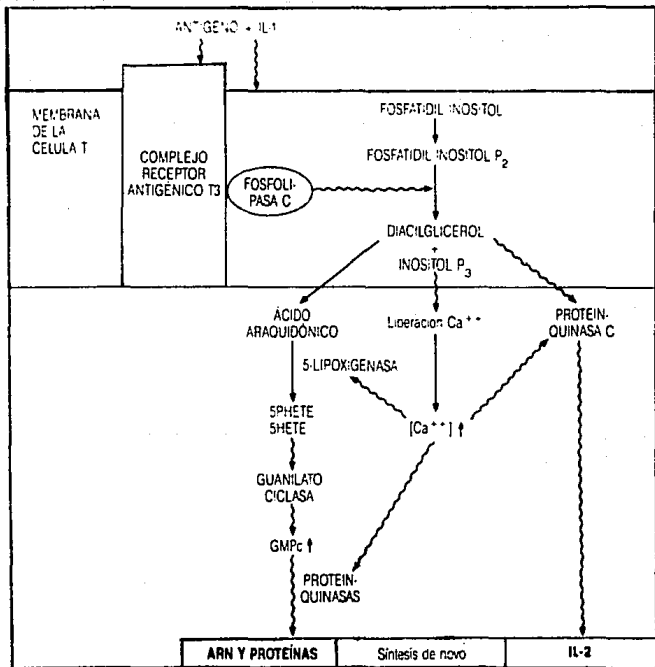 ANTÍGENO + IL-1
MEMBRANA
DE LA
CELULA T
COMPLEJO
RECEPTOR
ANTIGÉNICO T3
FOSFOLI-
PASA C
FOSFATIDIL INOSITOL
FOSFATIDIL INOSITOL P2
DIACILGLICEROL
+
INOSITOL P3
ÁCIDO
ARAQUIDÓNICO
Liberación Ca++
PROTEIN-
QUINASA C
5-LIPOXIGENASA
5PHETE
5HETE
[Ca++] ↑
GUANILATO
CICLASA
GMPc ↑
PROTEIN-
QUINASAS
ARN Y PROTEÍNAS
Síntesis de novo
IL-2